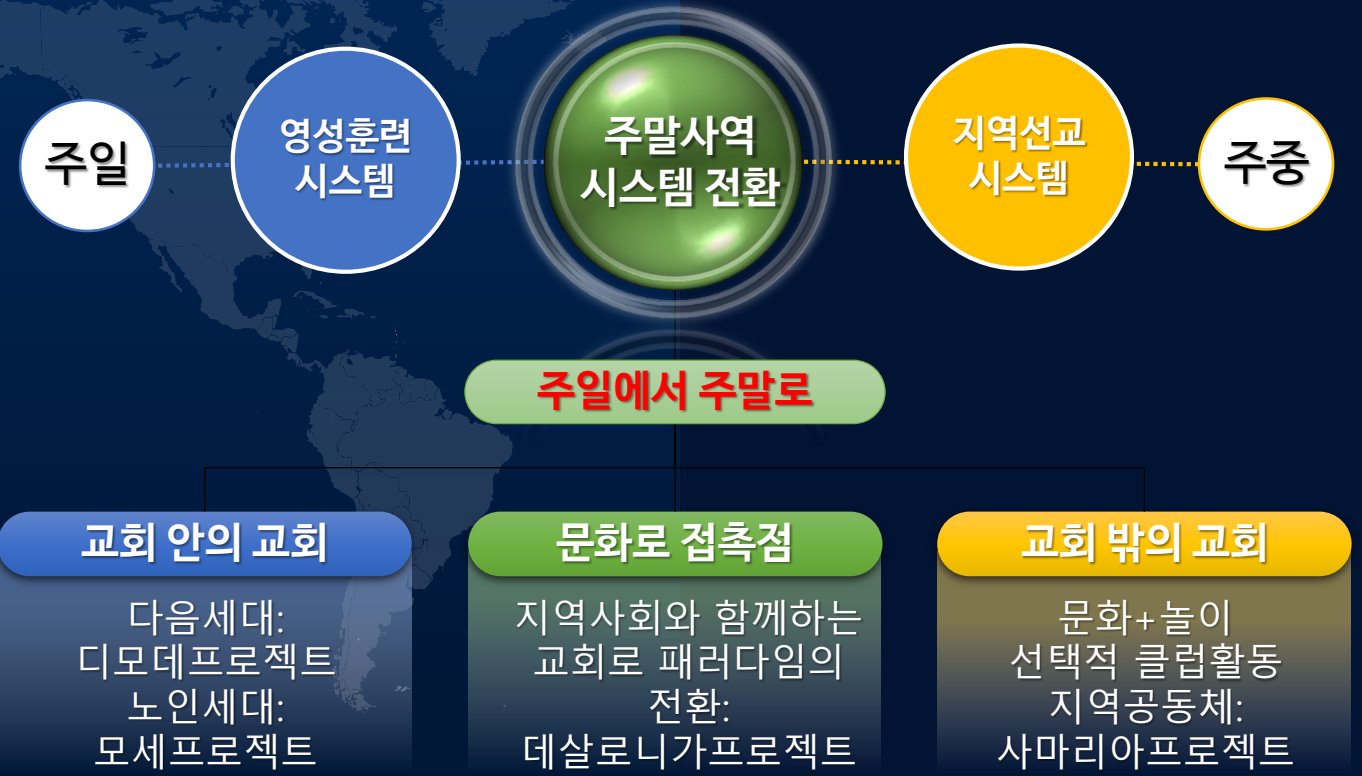 주일
영성훈련
시스템
주말사역
시스템 전환
지역선교
시스템
주중
주일에서 주말로
교회 안의 교회
다음세대:
디모데프로젝트
노인세대:
모세프로젝트
문화로 접촉점
지역사회와 함께하는
교회로 패러다임의
전환:
데살로니가프로젝트
교회 밖의 교회
문화+놀이
선택적 클럽활동
지역공동체:
사마리아프로젝트